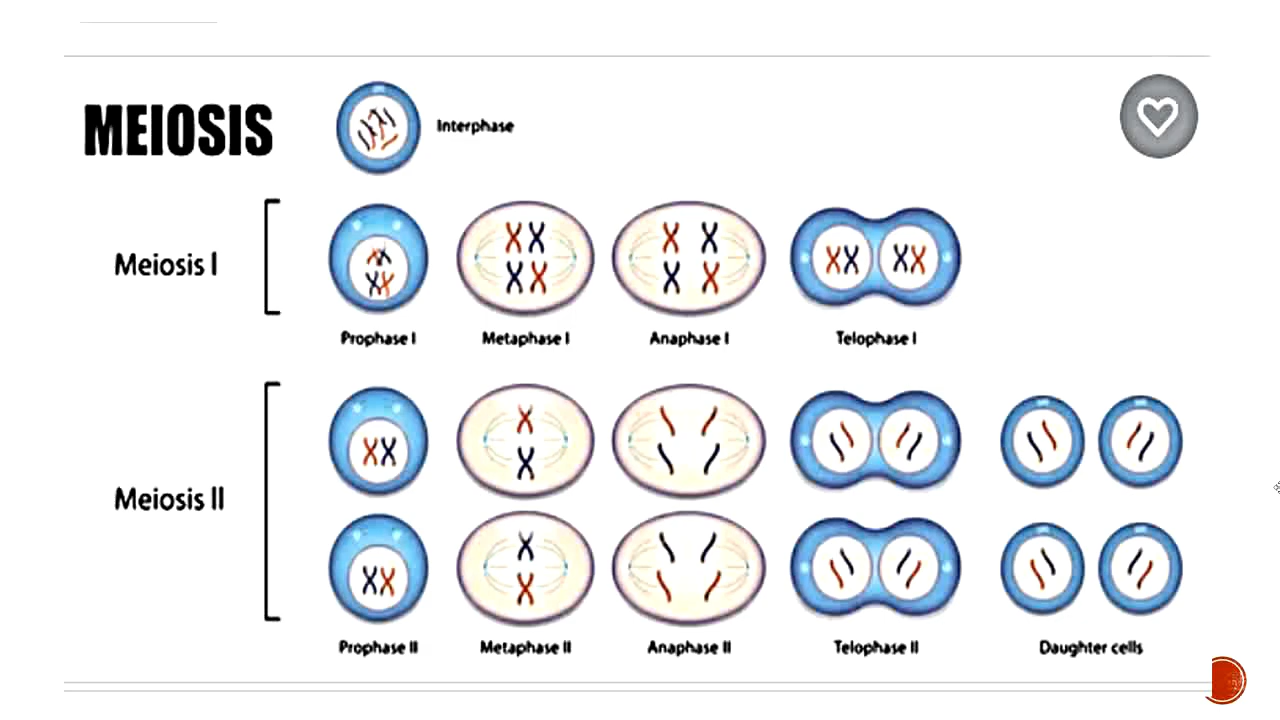 MEIOSIS
Interphase
Meiosis I
Prophase I
Metaphase I
Anaphase I
Telophase I
Meiosis II
Prophase II
Metaphase II
Anaphase II
Telophase II
Daughter cells